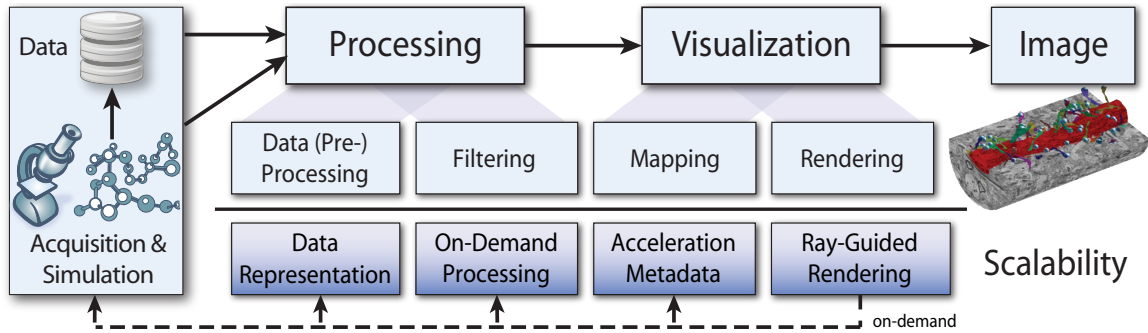 Data
Acquisition &
Simulation
Processing
Visualization
Image
Data (Pre-)
Processing
Filtering
Mapping
Rendering
Data
Representation
On-Demand
Processing
Acceleration
Metadata
Ray-Guided
Rendering
Scalability
on-demand